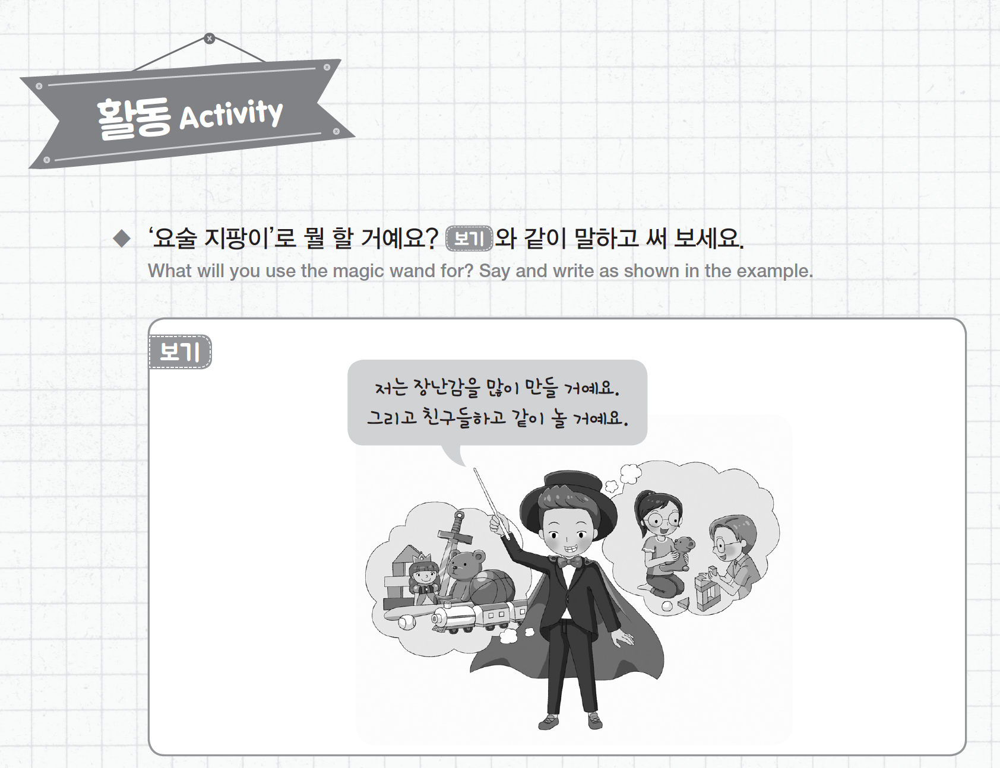 활동 Activity
◆ ‘요술 지팡이’로 뭘 할 거예요? 보기와 같이 말하고 써 보세요.
What will you use the magic wand for? Say and write as shown in the example.
보기
저는 장난감을 많이 만들 거예요.
그리고 친구들하고 같이 놀 거예요.